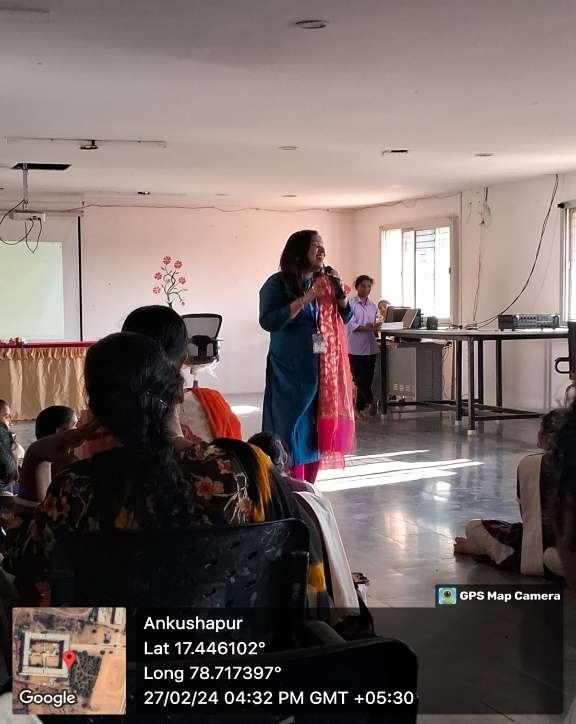 GPS Map Camera
Ankushapur
Lat 17.446102°
Long 78.717397°
27/02/24 04:32 PM GMT +05:30
Google